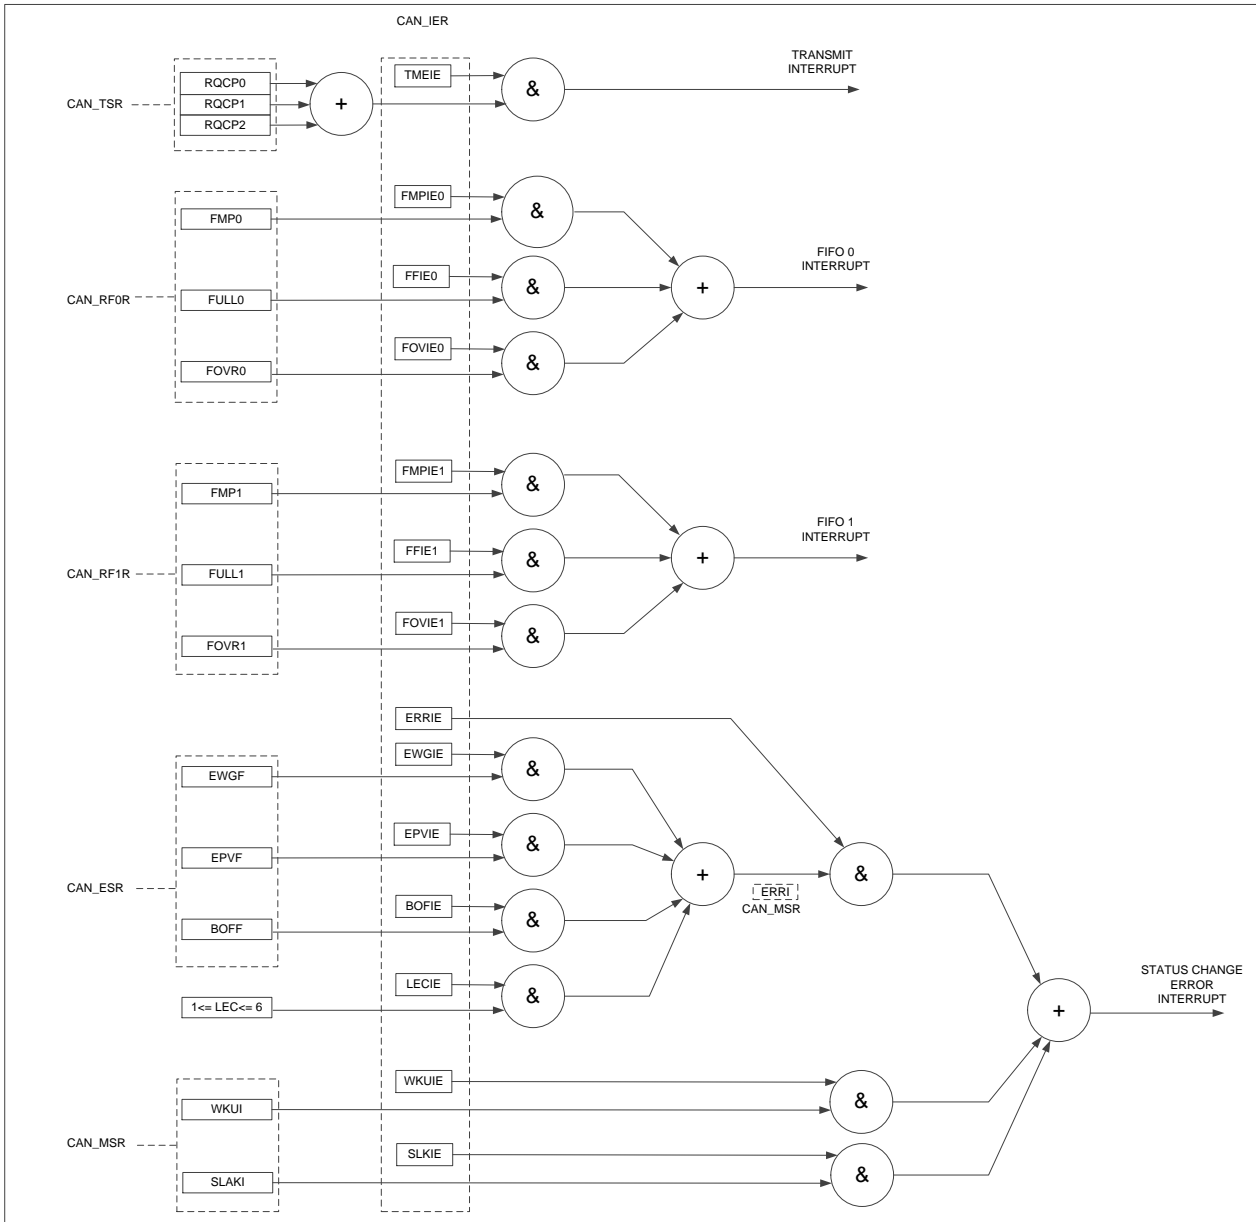 CAN_IER
TRANSMIT
INTERRUPT
TMEIE
&
RQCP0
CAN_TSR
RQCP1
+
RQCP2
FMPIE0
FMP0
&
FIFO 0
INTERRUPT
FFIE0
&
+
CAN_RF0R
FULL0
FOVIE0
&
FOVR0
FMPIE1
&
FMP1
FIFO 1
INTERRUPT
FFIE1
&
+
CAN_RF1R
FULL1
FOVIE1
&
FOVR1
ERRIE
EWGIE
&
EWGF
EPVIE
&
EPVF
+
&
CAN_ESR
ERRI
CAN_MSR
BOFIE
&
BOFF
LECIE
&
1<= LEC<= 6
STATUS CHANGE
ERROR
INTERRUPT
+
WKUIE
&
WKUI
CAN_MSR
SLKIE
&
SLAKI